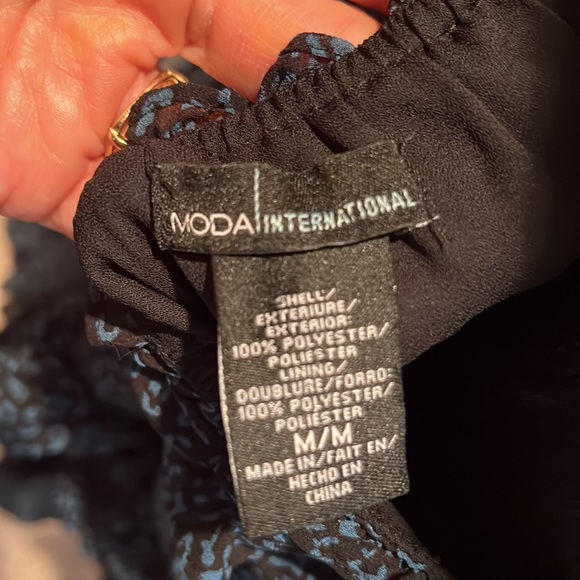 MODA|INTERNATIONAL
SHELL/
EXTERIURE/
EXTERIOR:
100% POLYESTER/
POLIESTER
LINING/
DOUBLURE/FORRO:
100% POLYESTER/
POLIESTER
M/M
MADE IN/FAIT EN/
HECHO EN
CHINA